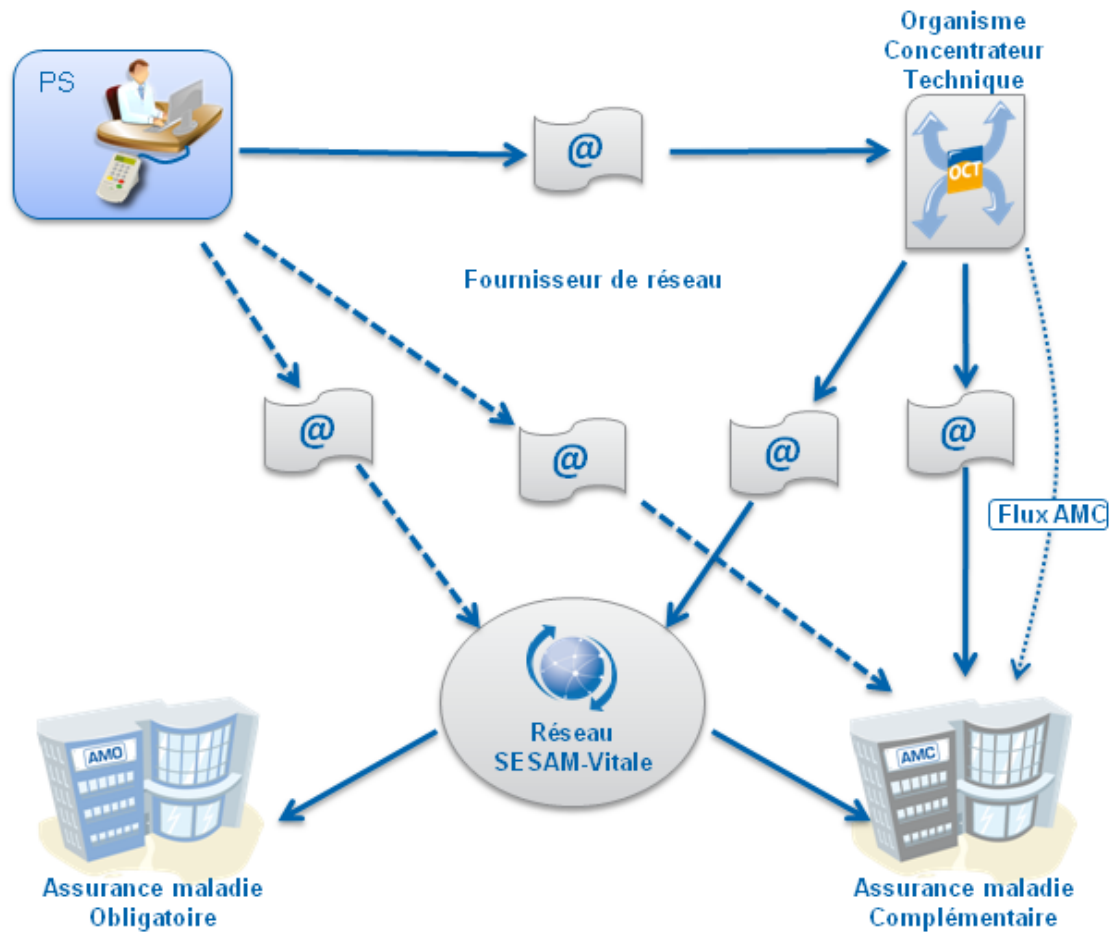 Organisme
Concentrateur
Technique
PS
@
OCT
Fournisseur de réseau
@
@
@
@
Flux AMC
Réseau
SESAM-Vitale
AMO
AMC
Assurance maladie
Obligatoire
Assurance maladie
Complémentaire